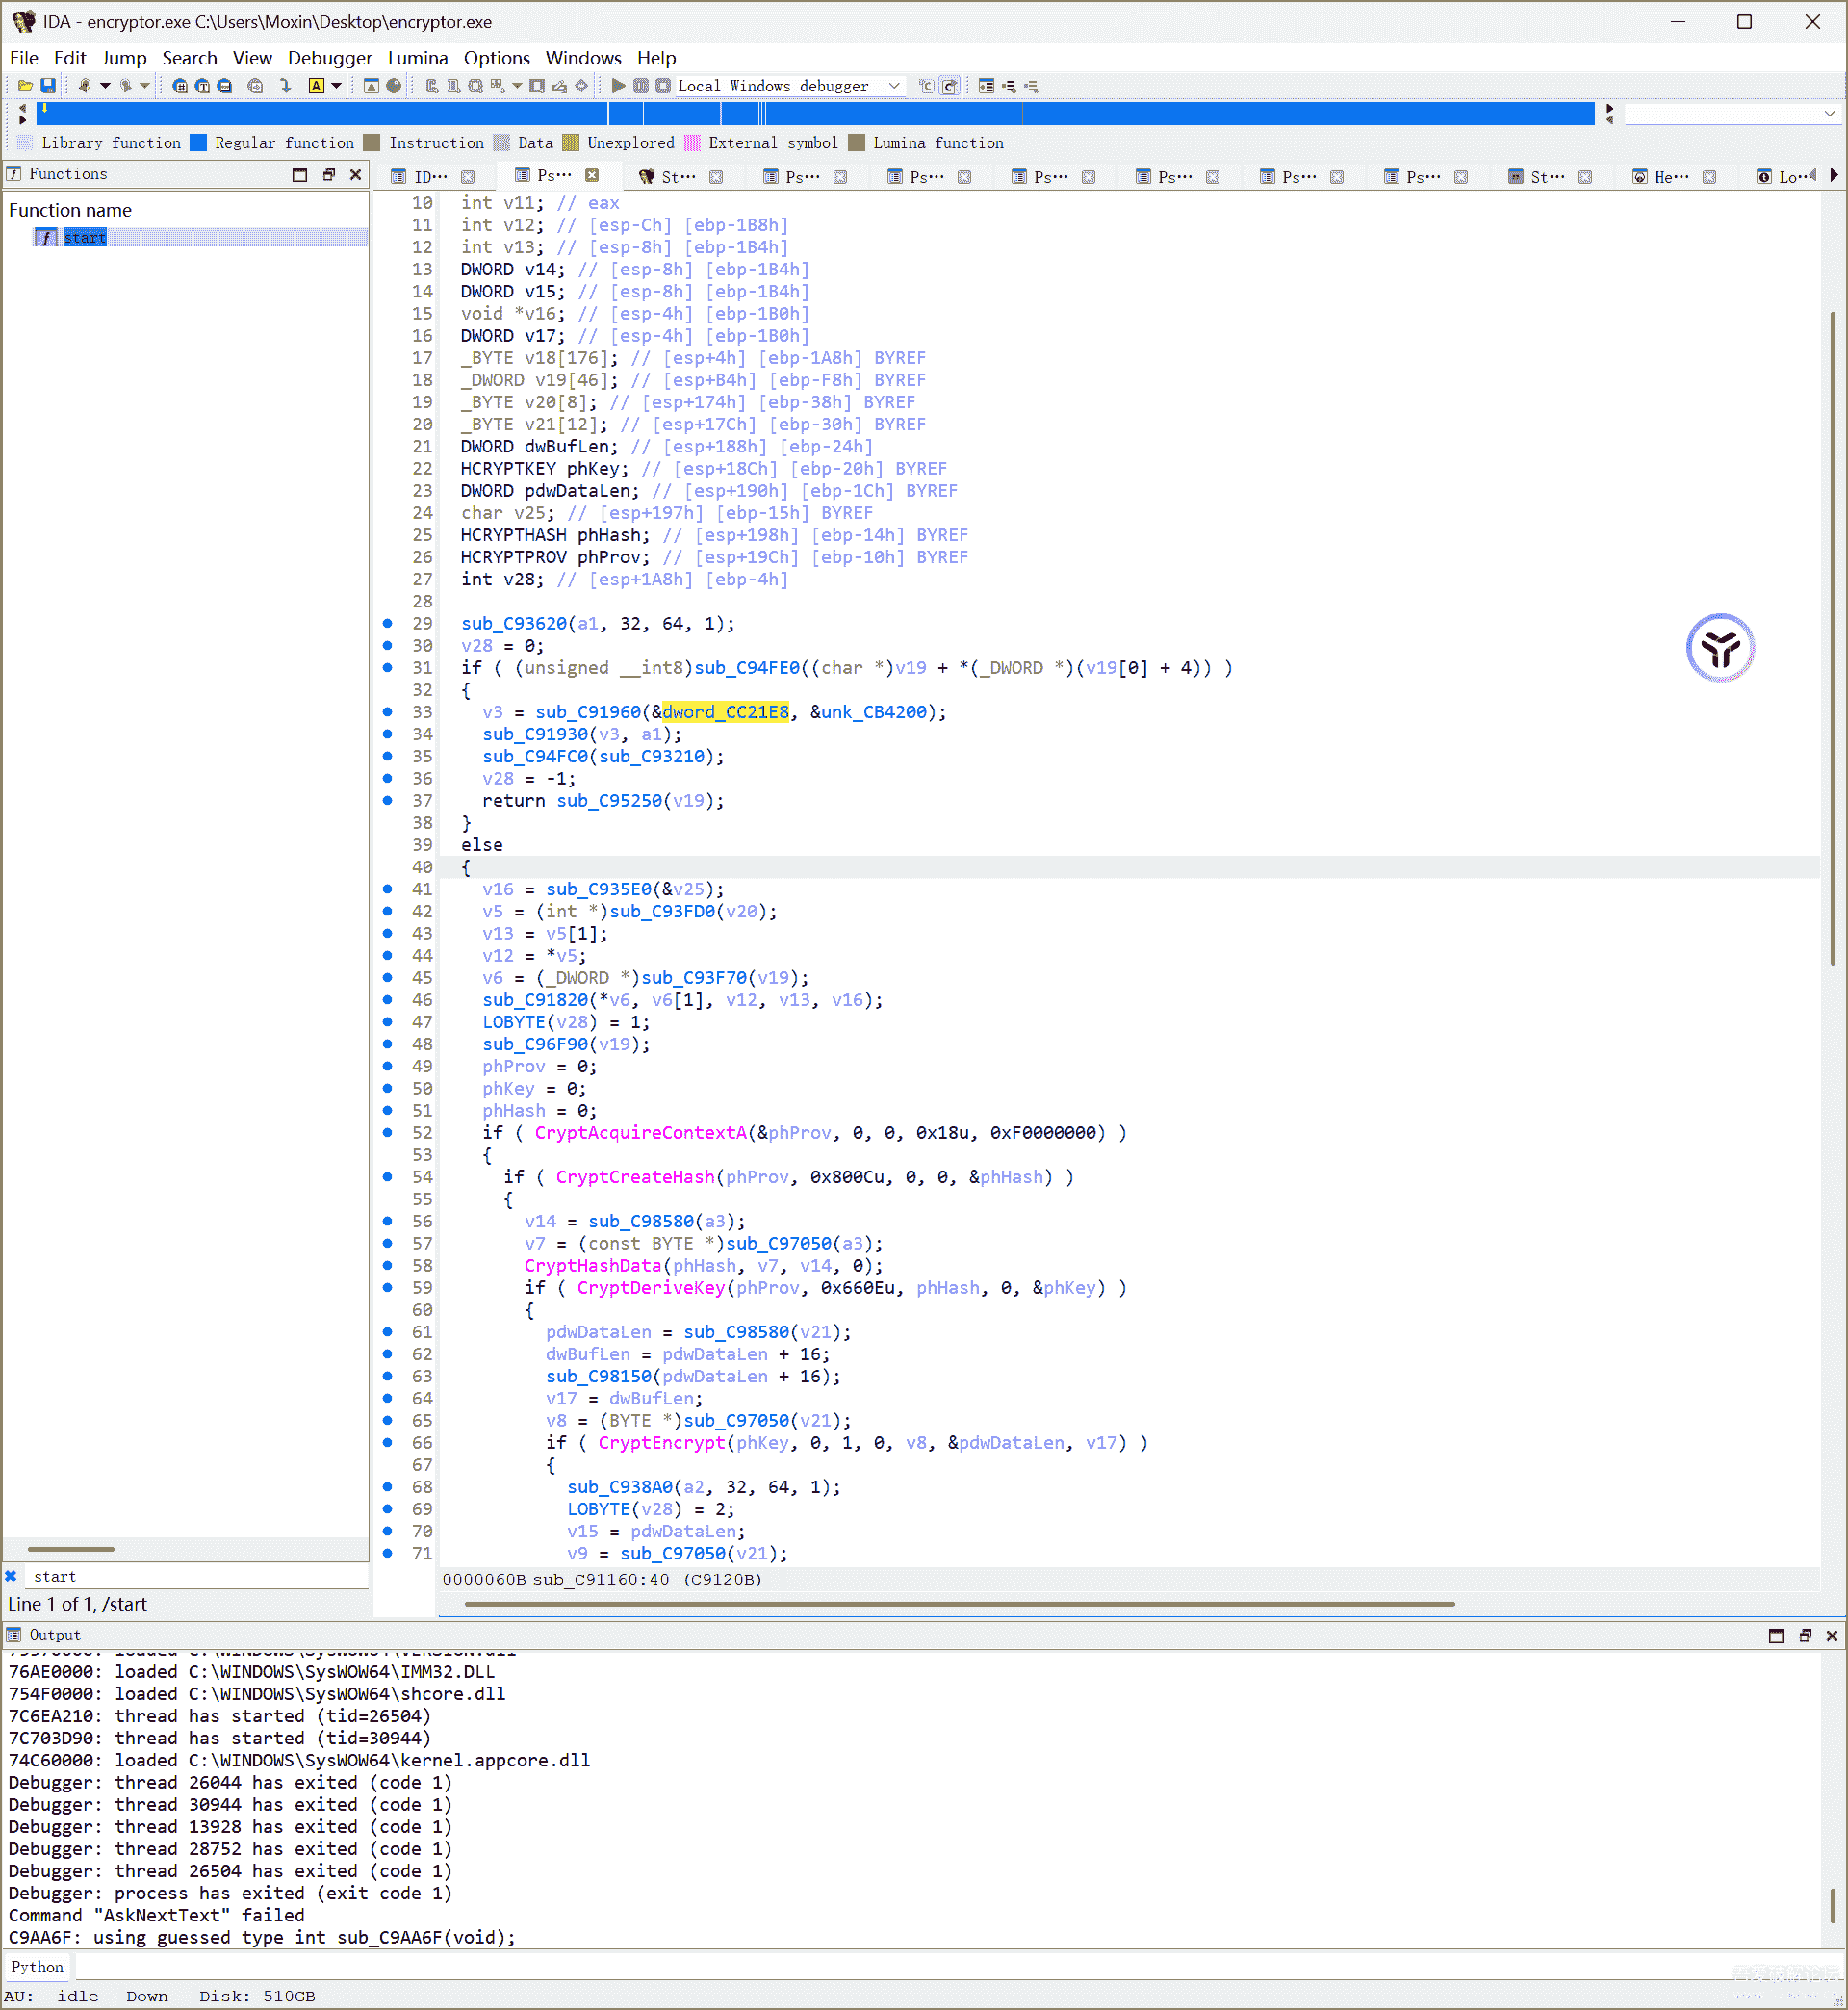 IDA - encryptor.exe C:\Users\Moxin\Desktop\encryptor.exe
File Edit Jump Search View Debugger Lumina Options Windows Help
Local Windows debugger
Library function Regular function Instruction Data Unexplored External symbol Lumina function
Functions
ID··· Ps··· St··· Ps··· Ps··· Ps··· Ps··· Ps··· Ps··· St··· He··· Lo··
Function name
start
10 int v11; // eax
11 int v12; // [esp-Ch] [ebp-1B8h]
12 int v13; // [esp-8h] [ebp-1B4h]
13 DWORD v14; // [esp-8h] [ebp-1B4h]
14 DWORD v15; // [esp-8h] [ebp-1B4h]
15 void *v16; // [esp-4h] [ebp-1B0h]
16 DWORD v17; // [esp-4h] [ebp-1B0h]
17 _BYTE v18[176]; // [esp+4h] [ebp-1A8h] BYREF
18 _DWORD v19[46]; // [esp+B4h] [ebp-F8h] BYREF
19 _BYTE v20[8]; // [esp+174h] [ebp-38h] BYREF
20 _BYTE v21[12]; // [esp+17Ch] [ebp-30h] BYREF
21 DWORD dwBufLen; // [esp+188h] [ebp-24h]
22 HCRYPTKEY phKey; // [esp+18Ch] [ebp-20h] BYREF
23 DWORD pdwDataLen; // [esp+190h] [ebp-1Ch] BYREF
24 char v25; // [esp+197h] [ebp-15h] BYREF
25 HCRYPTHASH phHash; // [esp+198h] [ebp-14h] BYREF
26 HCRYPTPROV phProv; // [esp+19Ch] [ebp-10h] BYREF
27 int v28; // [esp+1A8h] [ebp-4h]
28
29 sub_C93620(a1, 32, 64, 1);
30 v28 = 0;
31 if ( (unsigned __int8)sub_C94FE0((char *)v19 + *(_DWORD *)(v19[0] + 4)) )
32 {
33 v3 = sub_C91960(&dword_CC21E8, &unk_CB4200);
34 sub_C91930(v3, a1);
35 sub_C94FC0(sub_C93210);
36 v28 = -1;
37 return sub_C95250(v19);
38 }
39 else
40 {
41 v16 = sub_C935E0(&v25);
42 v5 = (int *)sub_C93FD0(v20);
43 v13 = v5[1];
44 v12 = *v5;
45 v6 = (_DWORD *)sub_C93F70(v19);
46 sub_C91820(*v6, v6[1], v12, v13, v16);
47 LOBYTE(v28) = 1;
48 sub_C96F90(v19);
49 phProv = 0;
50 phKey = 0;
51 phHash = 0;
52 if ( CryptAcquireContextA(&phProv, 0, 0, 0x18u, 0xF0000000) )
53 {
54 if ( CryptCreateHash(phProv, 0x800Cu, 0, 0, &phHash) )
55 {
56 v14 = sub_C98580(a3);
57 v7 = (const BYTE *)sub_C97050(a3);
58 CryptHashData(phHash, v7, v14, 0);
59 if ( CryptDeriveKey(phProv, 0x660Eu, phHash, 0, &phKey) )
60 {
61 pdwDataLen = sub_C98580(v21);
62 dwBufLen = pdwDataLen + 16;
63 sub_C98150(pdwDataLen + 16);
64 v17 = dwBufLen;
65 v8 = (BYTE *)sub_C97050(v21);
66 if ( CryptEncrypt(phKey, 0, 1, 0, v8, &pdwDataLen, v17) )
67 {
68 sub_C938A0(a2, 32, 64, 1);
69 LOBYTE(v28) = 2;
70 v15 = pdwDataLen;
71 v9 = sub_C97050(v21);
start
0000060B sub_C91160:40 (C9120B)
Line 1 of 1, /start
Output
76AE0000: loaded C:\WINDOWS\SysWOW64\IMM32.DLL
754F0000: loaded C:\WINDOWS\SysWOW64\shcore.dll
7C6EA210: thread has started (tid=26504)
7C703D90: thread has started (tid=30944)
74C60000: loaded C:\WINDOWS\SysWOW64\kernel.appcore.dll
Debugger: thread 26044 has exited (code 1)
Debugger: thread 30944 has exited (code 1)
Debugger: thread 13928 has exited (code 1)
Debugger: thread 28752 has exited (code 1)
Debugger: thread 26504 has exited (code 1)
Debugger: process has exited (exit code 1)
Command "AskNextText" failed
C9AA6F: using guessed type int sub_C9AA6F(void);
Python
AU: idle Down Disk: 510GB